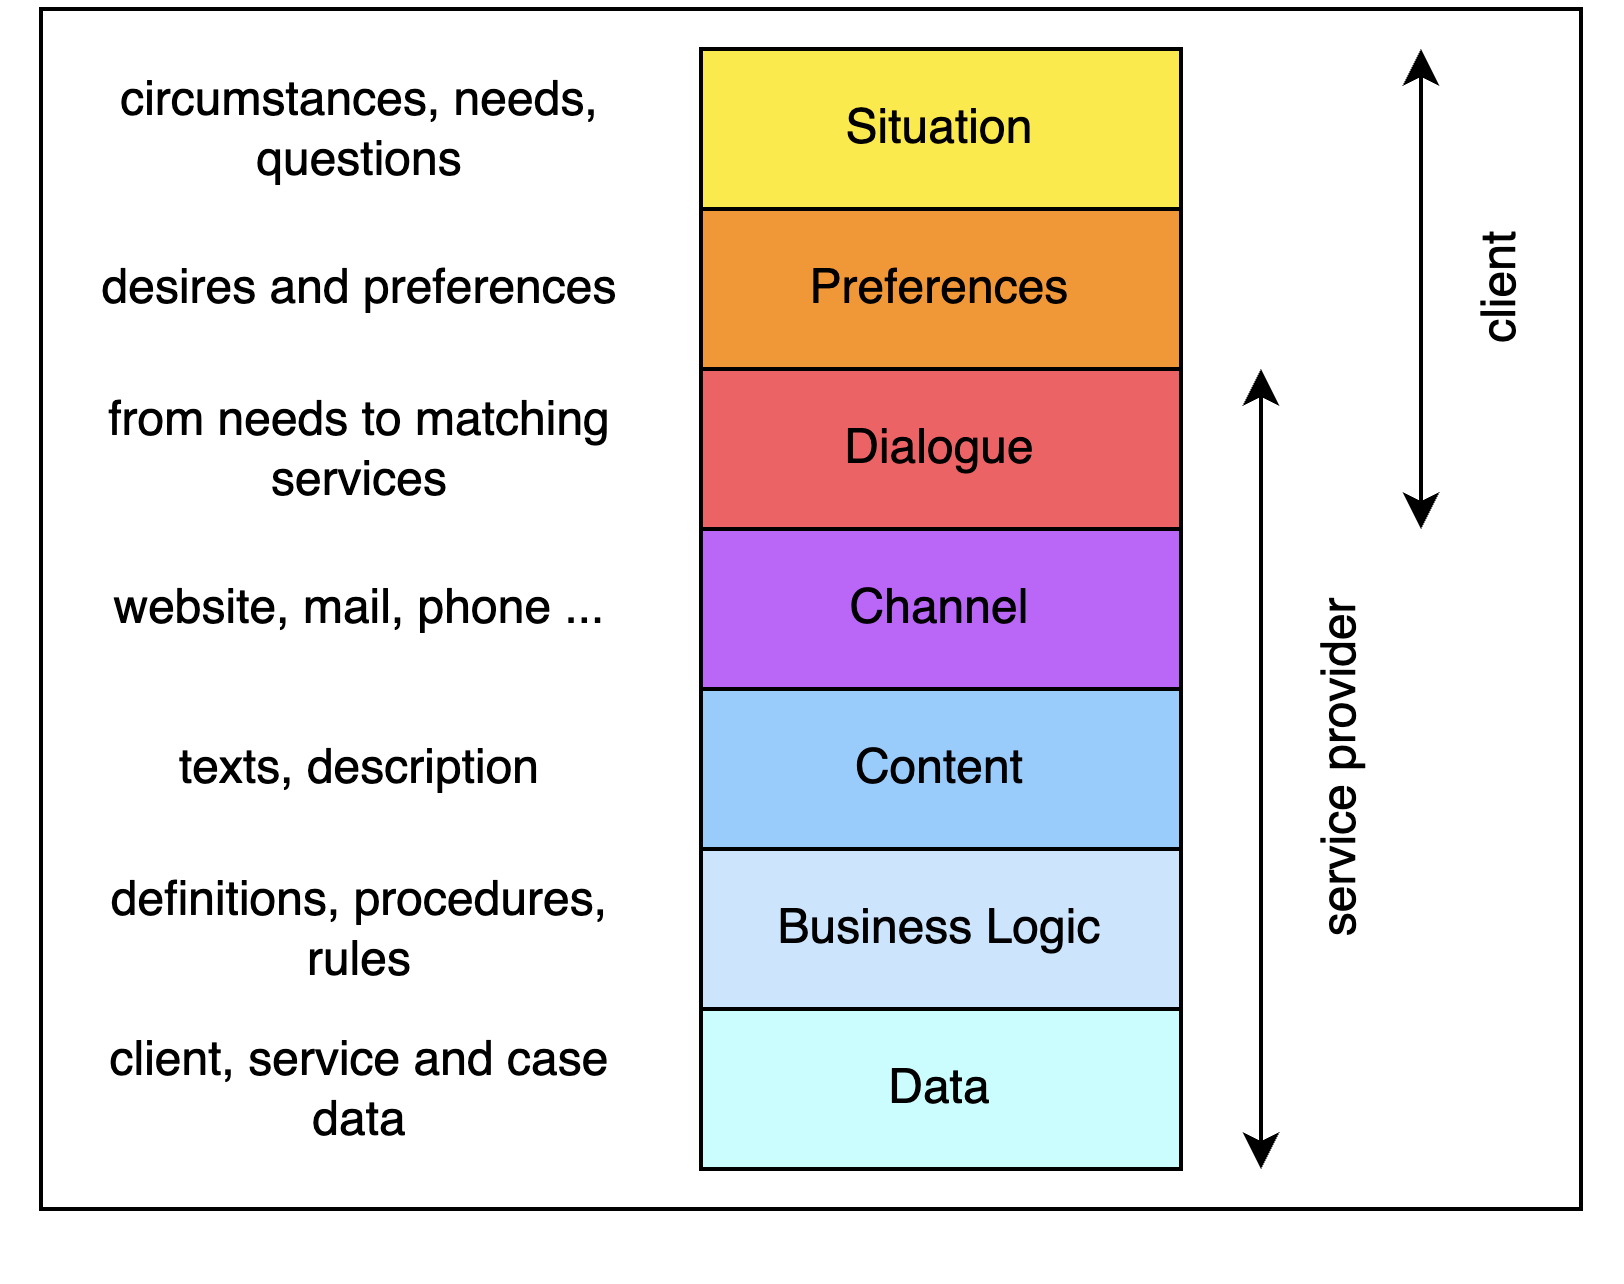 circumstances, needs,
questions
Situation
desires and preferences
Preferences
from needs to matching
services
Dialogue
website, mail, phone ...
Channel
texts, description
Content
definitions, procedures,
rules
Business Logic
client, service and case
data
Data
client
service provider